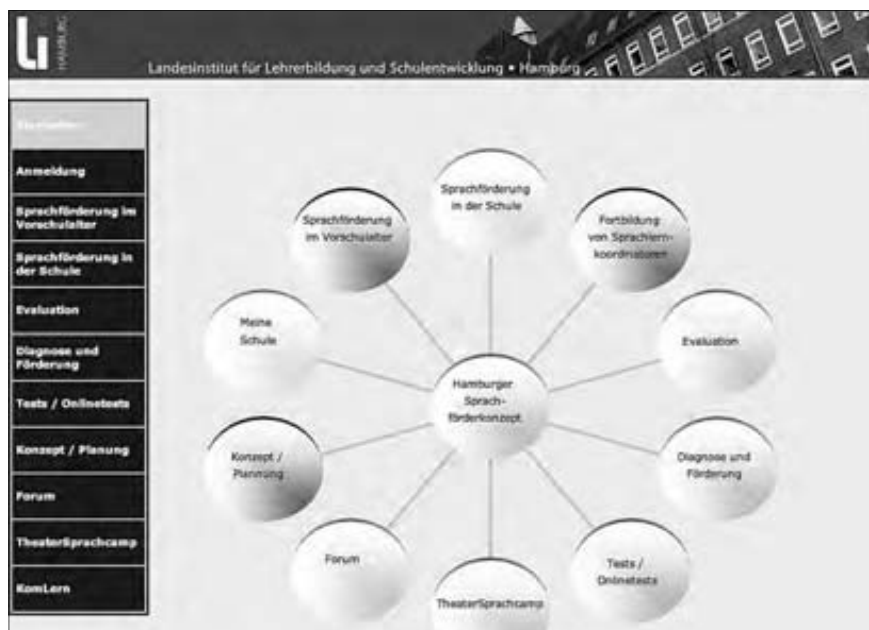 Li
HAMBURG
Landesinstitut für Lehrerbildung und Schulentwicklung • Hamburg
Anmeldung
Sprachförderung im
Vorschulalter
Sprachförderung in
der Schule
Evaluation
Diagnose und
Förderung
Tests / Onlinetests
Konzept / Planung
Forum
TheaterSprachcamp
KomLern
Sprachförderung
in der Schule
Sprachförderung
im Vorschulalter
Fortbildung
von Sprachlern-
koordinatoren
Meine
Schule
Evaluation
Hamburger
Sprach-
förderkonzept
Konzept /
Plannung
Diagnose und
Förderung
Forum
Tests /
Onlinetests
TheaterSprachcamp